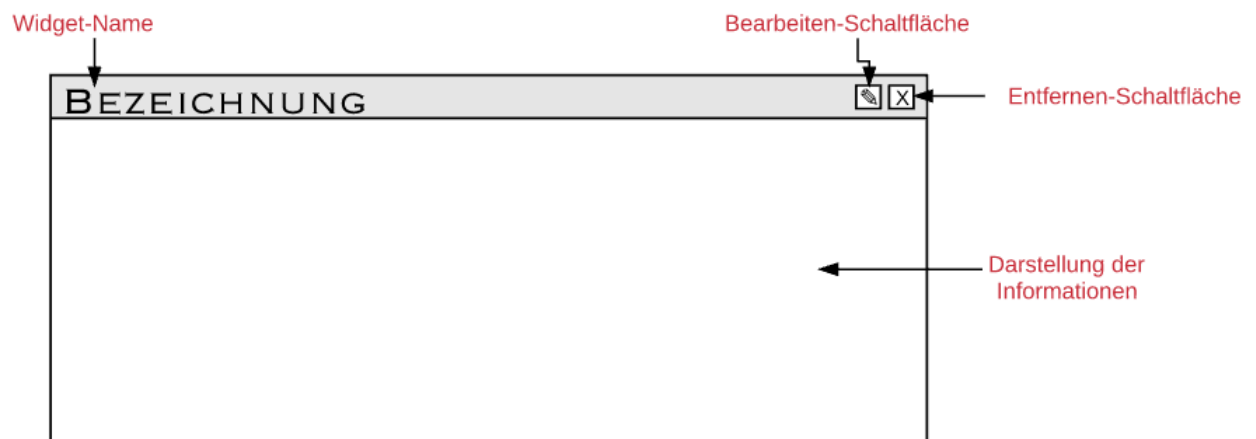 Widget-Name
Bearbeiten-Schaltfläche
BEZEICHNUNG
X
Entfernen-Schaltfläche
Darstellung der
Informationen